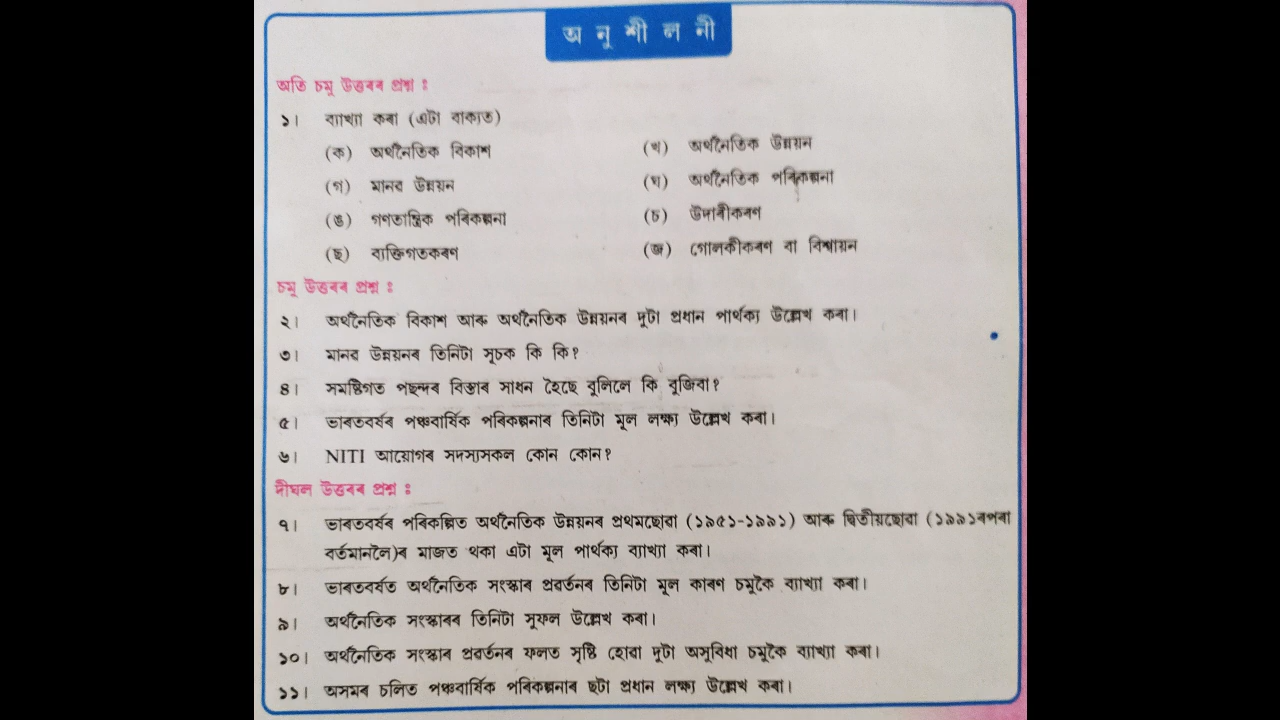 অনুশীলনী
অতি চমু উত্তৰৰ প্ৰশ্ন :
১। ব্যাখ্যা কৰা (এটা বাক্যত)
(ক) অৰ্থনৈতিক বিকাশ (খ) অৰ্থনৈতিক উন্নয়ন
(গ) মানৱ উন্নয়ন (ঘ) অৰ্থনৈতিক পৰিকল্পনা
(ঙ) গণতান্ত্ৰিক পৰিকল্পনা (চ) উদাৰীকৰণ
(ছ) ব্যক্তিগতকৰণ (জ) গোলকীকৰণ বা বিশ্বায়ন
চমু উত্তৰৰ প্ৰশ্ন :
২। অৰ্থনৈতিক বিকাশ আৰু অৰ্থনৈতিক উন্নয়নৰ দুটা প্ৰধান পাৰ্থক্য উল্লেখ কৰা।
৩। মানৱ উন্নয়নৰ তিনিটা সূচক কি কি?
৪। সমষ্টিগত পছন্দৰ বিস্তাৰ সাধন হৈছে বুলিলে কি বুজিবা?
৫। ভাৰতবৰ্ষৰ পঞ্চবাৰ্ষিক পৰিকল্পনাৰ তিনিটা মূল লক্ষ্য উল্লেখ কৰা।
৬। NITI আয়োগৰ সদস্যসকল কোন কোন?
দীঘল উত্তৰৰ প্ৰশ্ন :
৭। ভাৰতবৰ্ষৰ পৰিকল্পিত অৰ্থনৈতিক উন্নয়নৰ প্ৰথমছোৱা (১৯৫১-১৯৯১) আৰু দ্বিতীয়ছোৱা (১৯৯১ৰপৰা
বৰ্তমানলৈ)ৰ মাজত থকা এটা মূল পাৰ্থক্য ব্যাখ্যা কৰা।
৮। ভাৰতবৰ্ষত অৰ্থনৈতিক সংস্কাৰ প্ৰৱৰ্তনৰ তিনিটা মূল কাৰণ চমুকৈ ব্যাখ্যা কৰা।
৯। অৰ্থনৈতিক সংস্কাৰৰ তিনিটা সুফল উল্লেখ কৰা।
১০। অৰ্থনৈতিক সংস্কাৰ প্ৰৱৰ্তনৰ ফলত সৃষ্টি হোৱা দুটা অসুবিধা চমুকৈ ব্যাখ্যা কৰা।
১১। অসমৰ চলিত পঞ্চবাৰ্ষিক পৰিকল্পনাৰ ছটা প্ৰধান লক্ষ্য উল্লেখ কৰা।